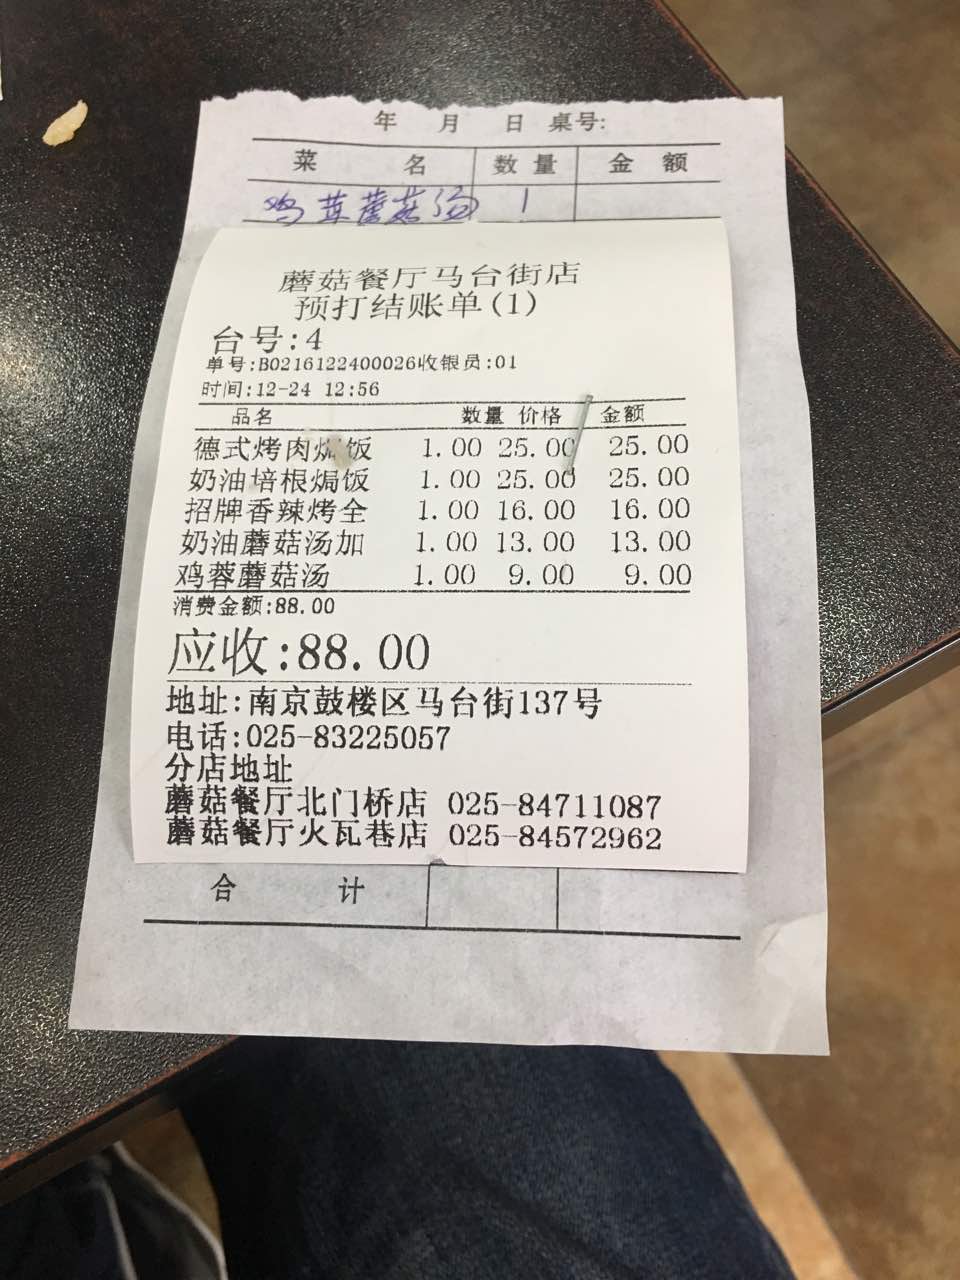 年 月 日 桌号:
菜 名 数量 金额
鸡茸蘑菇汤 1
蘑菇餐厅马台街店
预打结账单(1)
台号:4
单号:B0216122400026收银员:01
时间:12-24 12:56
品名 数量 价格 金额
德式烤肉焗饭 1.00 25.00 25.00
奶油培根焗饭 1.00 25.00 25.00
招牌香辣烤全 1.00 16.00 16.00
奶油蘑菇汤加 1.00 13.00 13.00
鸡蓉蘑菇汤 1.00 9.00 9.00
消费金额:88.00
应收:88.00
地址:南京鼓楼区马台街137号
电话:025-83225057
分店地址
蘑菇餐厅北门桥店 025-84711087
蘑菇餐厅火瓦巷店 025-84572962
合 计